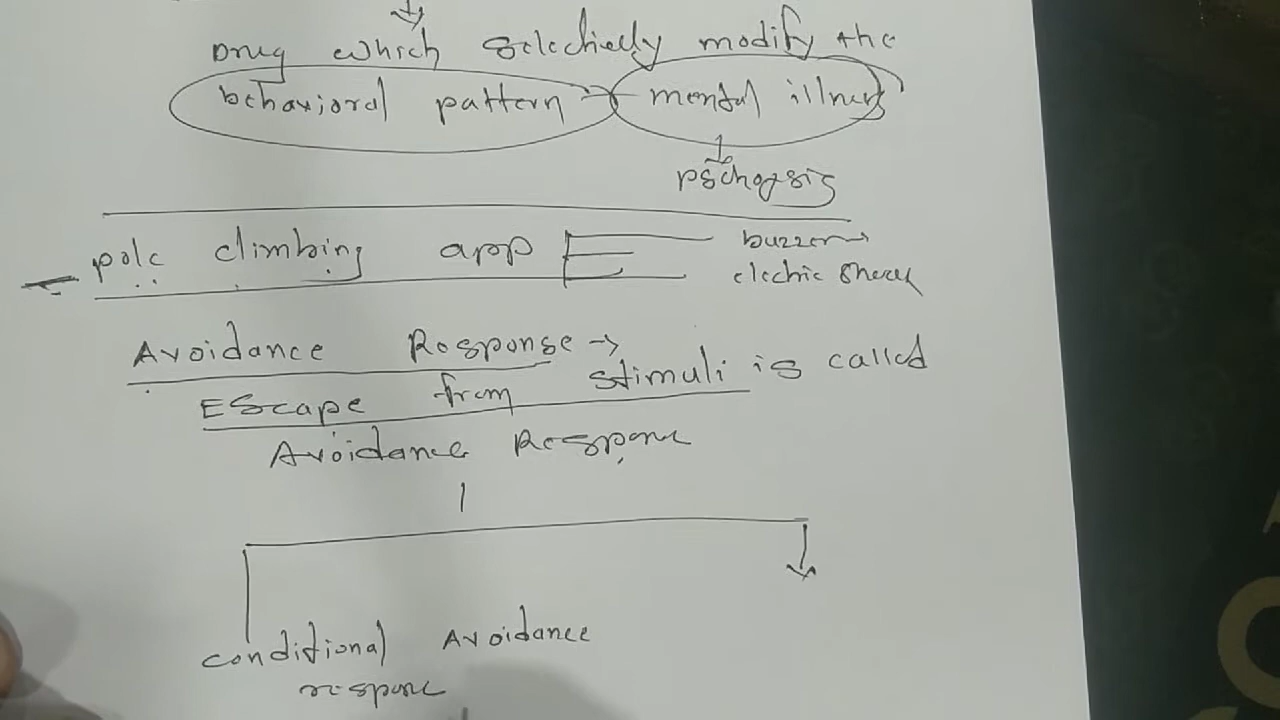 Drug which selectively modify the
behavioral pattern → mental illness
pschosis
pole climbing app
buzzer →
electric shock
Avoidance Response →
Escape from stimuli is called
Avoidance Response
conditional Avoidance
response